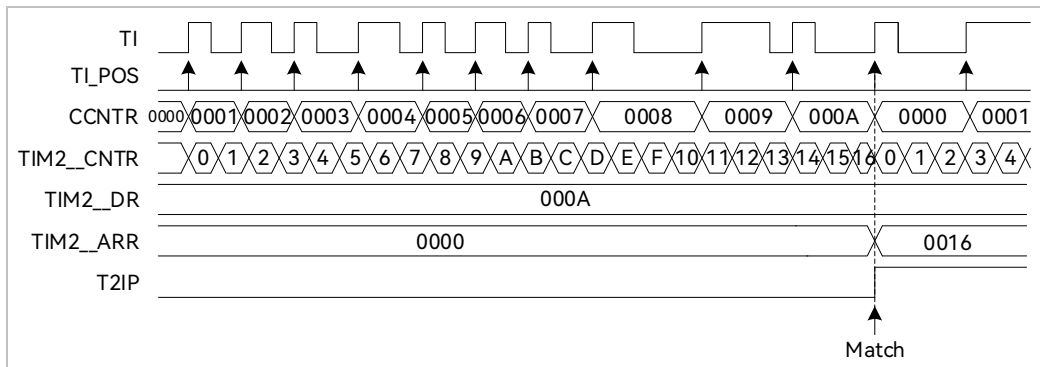 TI
TI_POS
CCNTR 0000 0001 0002 0003 0004 0005 0006 0007 0008 0009 000A 0000 0001
TIM2__CNTR 0 1 2 3 4 5 6 7 8 9 A B C D E F 10 11 12 13 14 15 16 0 1 2 3 4
TIM2__DR 000A
TIM2__ARR 0000 0016
T2IP
Match